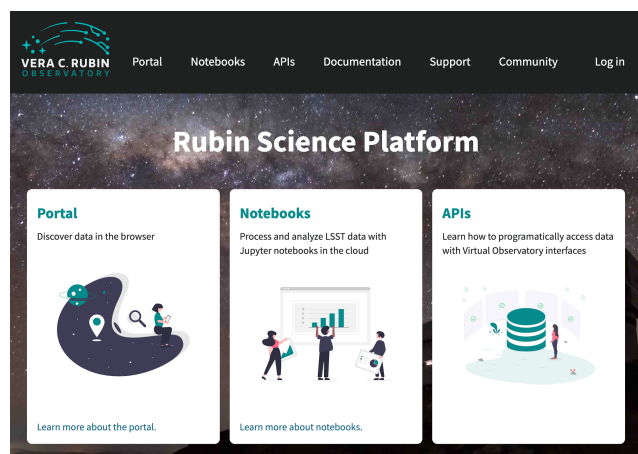 VERA C. RUBIN
OBSERVATORY
Portal
Notebooks
APIs
Documentation
Support
Community
Log in
Rubin Science Platform
Portal
Discover data in the browser
Learn more about the portal.
Notebooks
Process and analyze LSST data with
Jupyter notebooks in the cloud
Learn more about notebooks.
APIs
Learn how to programatically access data
with Virtual Observatory interfaces